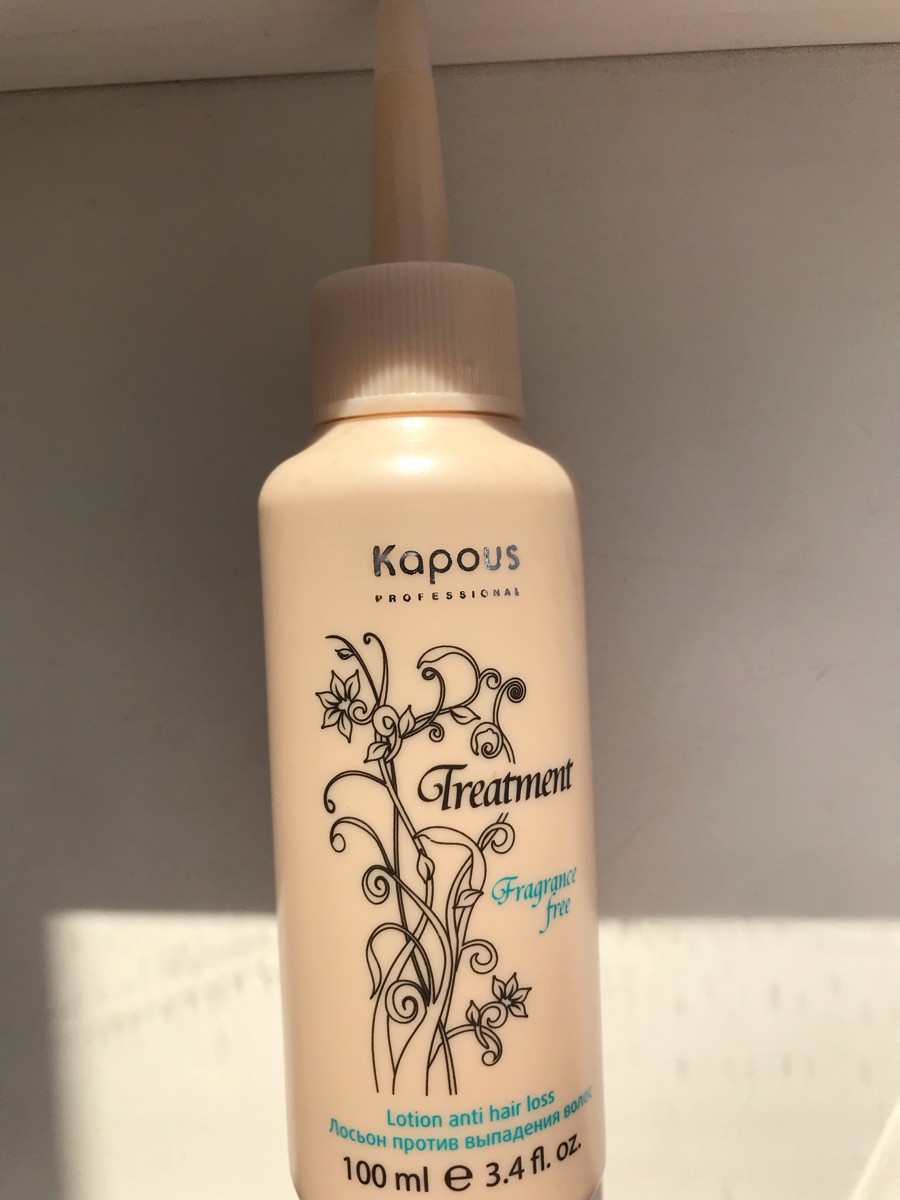 Kapous
PROFESSIONAL
Treatment
Fragrance
free
Lotion anti hair loss
Лосьон против выпадения волос
100 ml e 3.4 fl. oz.